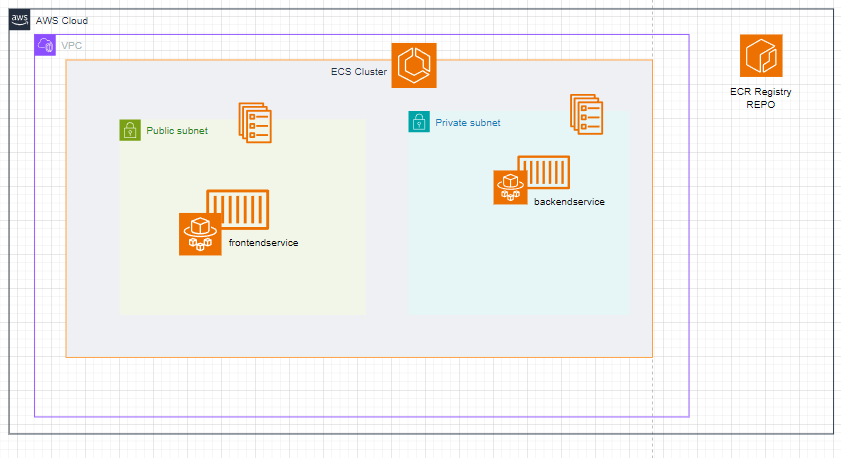 aws
AWS Cloud
VPC
ECS Cluster
Public subnet
Private subnet
frontendservice
backendservice
ECR Registry
REPO